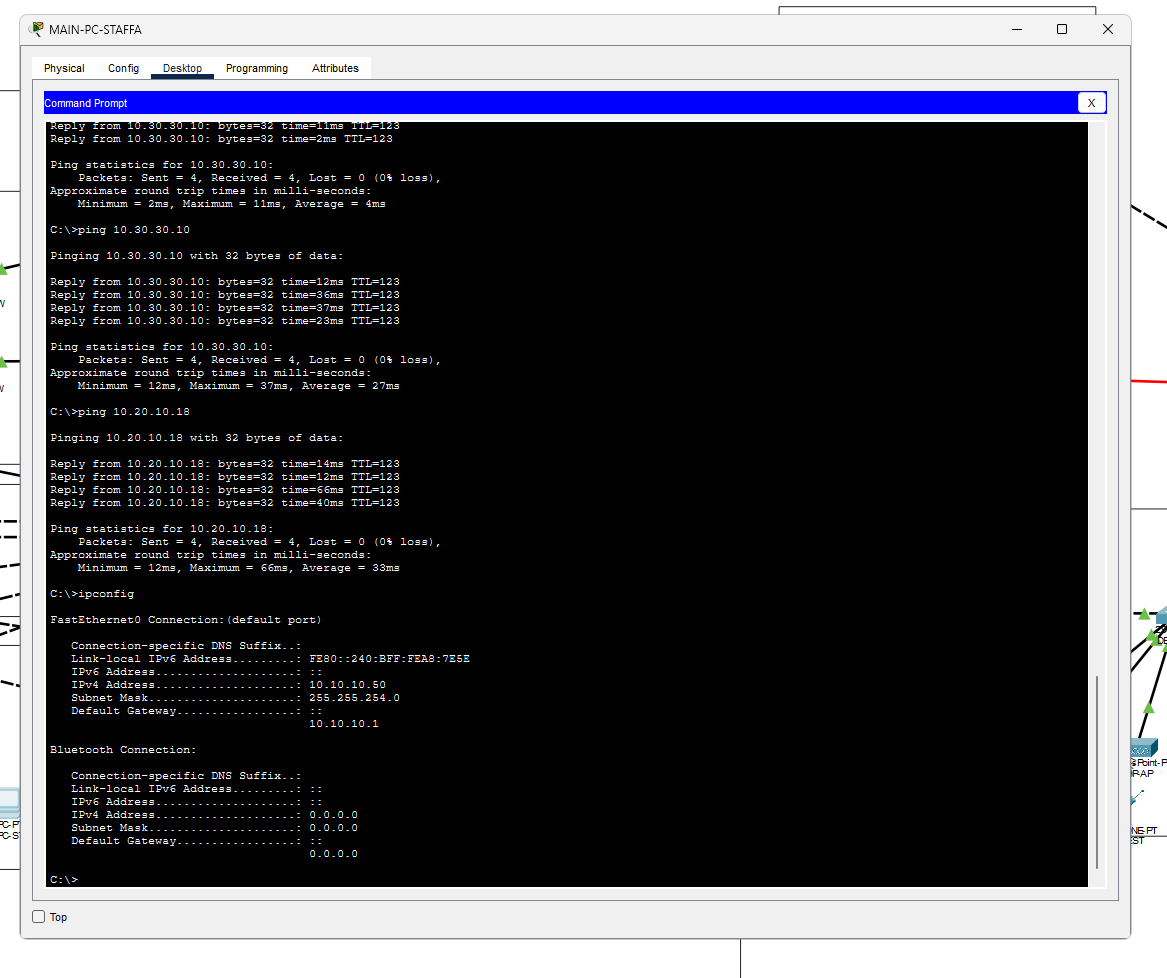 MAIN-PC-STAFFA
Physical Config Desktop Programming Attributes
Command Prompt
X
Reply from 10.30.30.10: bytes=32 time=11ms TTL=123
Reply from 10.30.30.10: bytes=32 time=2ms TTL=123
Ping statistics for 10.30.30.10:
Packets: Sent = 4, Received = 4, Lost = 0 (0% loss),
Approximate round trip times in milli-seconds:
Minimum = 2ms, Maximum = 11ms, Average = 4ms
C:\>ping 10.30.30.10
Pinging 10.30.30.10 with 32 bytes of data:
Reply from 10.30.30.10: bytes=32 time=12ms TTL=123
Reply from 10.30.30.10: bytes=32 time=36ms TTL=123
Reply from 10.30.30.10: bytes=32 time=37ms TTL=123
Reply from 10.30.30.10: bytes=32 time=23ms TTL=123
Ping statistics for 10.30.30.10:
Packets: Sent = 4, Received = 4, Lost = 0 (0% loss),
Approximate round trip times in milli-seconds:
Minimum = 12ms, Maximum = 37ms, Average = 27ms
C:\>ping 10.20.10.18
Pinging 10.20.10.18 with 32 bytes of data:
Reply from 10.20.10.18: bytes=32 time=14ms TTL=123
Reply from 10.20.10.18: bytes=32 time=12ms TTL=123
Reply from 10.20.10.18: bytes=32 time=66ms TTL=123
Reply from 10.20.10.18: bytes=32 time=40ms TTL=123
Ping statistics for 10.20.10.18:
Packets: Sent = 4, Received = 4, Lost = 0 (0% loss),
Approximate round trip times in milli-seconds:
Minimum = 12ms, Maximum = 66ms, Average = 33ms
C:\>ipconfig
FastEthernet0 Connection:(default port)
Connection-specific DNS Suffix..:
Link-local IPv6 Address.........: FE80::240:BFF:FEA8:7E5E
IPv6 Address....................: ::
IPv4 Address....................: 10.10.10.50
Subnet Mask.....................: 255.255.254.0
Default Gateway.................: ::
10.10.10.1
Bluetooth Connection:
Connection-specific DNS Suffix..:
Link-local IPv6 Address.........: ::
IPv6 Address....................: ::
IPv4 Address....................: 0.0.0.0
Subnet Mask.....................: 0.0.0.0
Default Gateway.................: ::
0.0.0.0
C:\>
Top